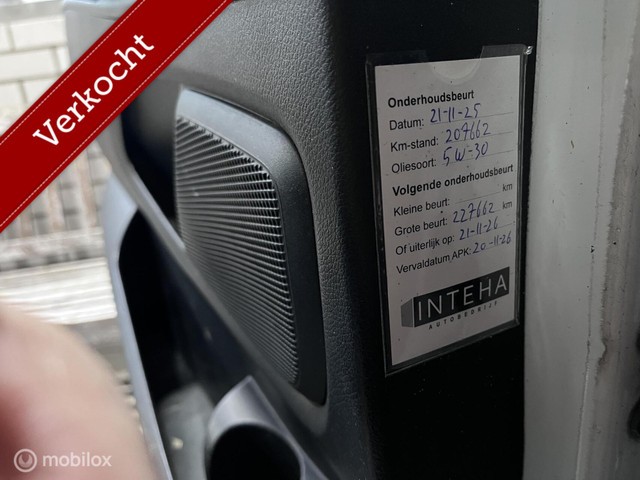 Verkocht
Onderhoudsbeurt
Datum: 21-11-25
Km-stand: 207662
Oliesoort: 5W-30
Volgende onderhoudsbeurt
Kleine beurt: km
Grote beurt: 227662 km
Of uiterlijk op: 21-11-26
Vervaldatum APK: 20-11-26
INTEHA
AUTOBEDRIJF
mobilox